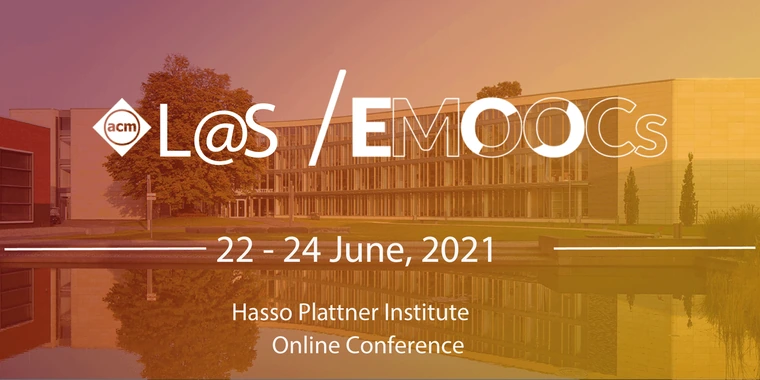 acm L@S / EMOOCs
22 - 24 June, 2021
Hasso Plattner Institute
Online Conference